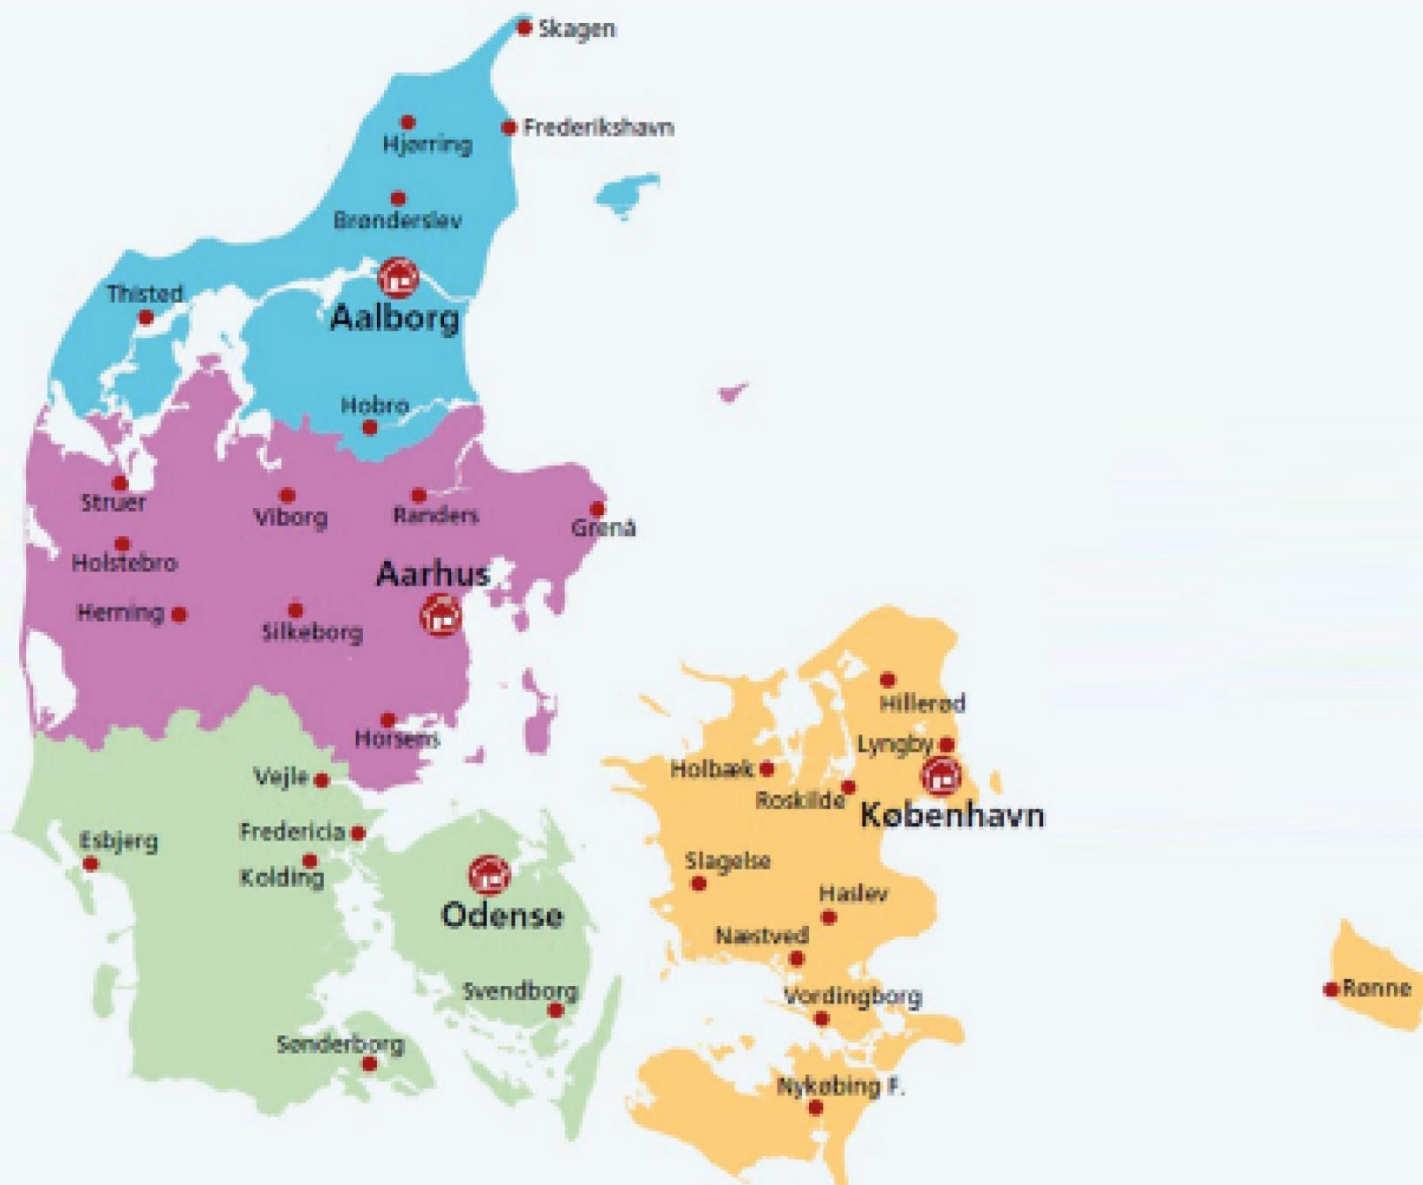 Skagen
Frederikshavn
Hjørring
Brønderslev
Thisted
Aalborg
Hobro
Struer
Viborg
Randers
Grenå
Holstebro
Aarhus
Herning
Silkeborg
Hillerød
Horsens
Lyngby
Holbæk
Vejle
Roskilde
København
Fredericia
Esbjerg
Slagelse
Kolding
Haslev
Odense
Næstved
Rønne
Svendborg
Vordingborg
Sønderborg
Nykøbing F.